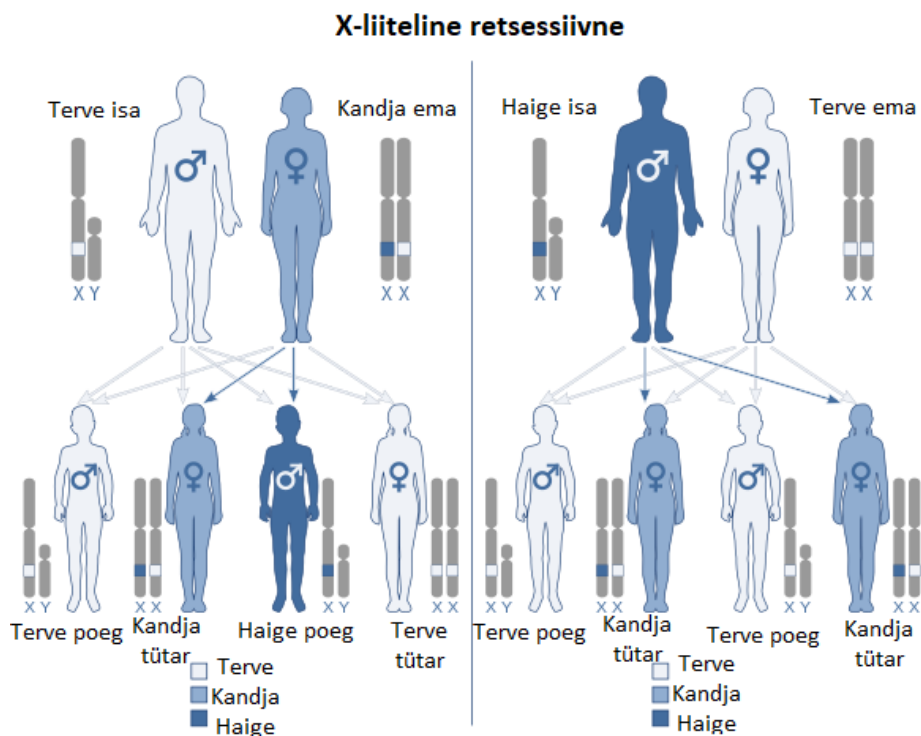 X-liiteline retsessiivne
Terve isa
Kandja ema
X Y
X X
Terve poeg
Kandja
tütar
Haige poeg
Terve
tütar
X Y
X X
X Y
X X
Terve
Kandja
Haige
Haige isa
Terve ema
X Y
X X
Terve poeg
Kandja
tütar
Terve poeg
Kandja
tütar
X Y
X X
X Y
X X
Terve
Kandja
Haige